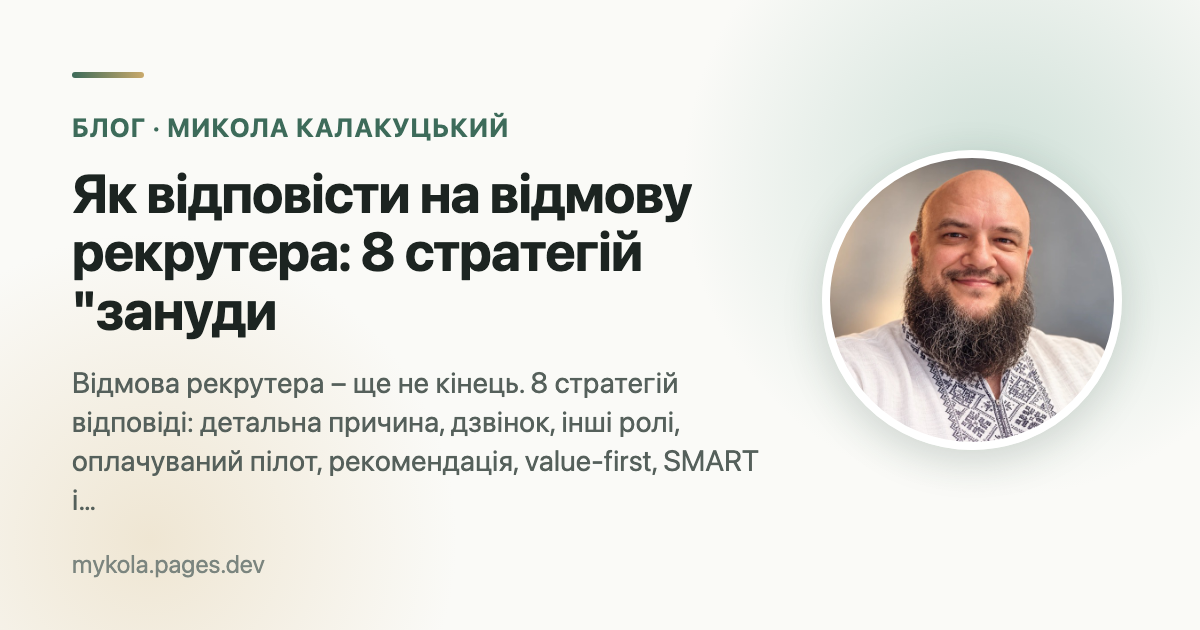 БЛОГ · МИКОЛА КАЛАКУЦЬКИЙ
Як відповісти на відмову
рекрутера: 8 стратегій
"зануди
Відмова рекрутера – ще не кінець. 8 стратегій
відповіді: детальна причина, дзвінок, інші ролі,
оплачуваний пілот, рекомендація, value-first, SMART
і…
mykola.pages.dev